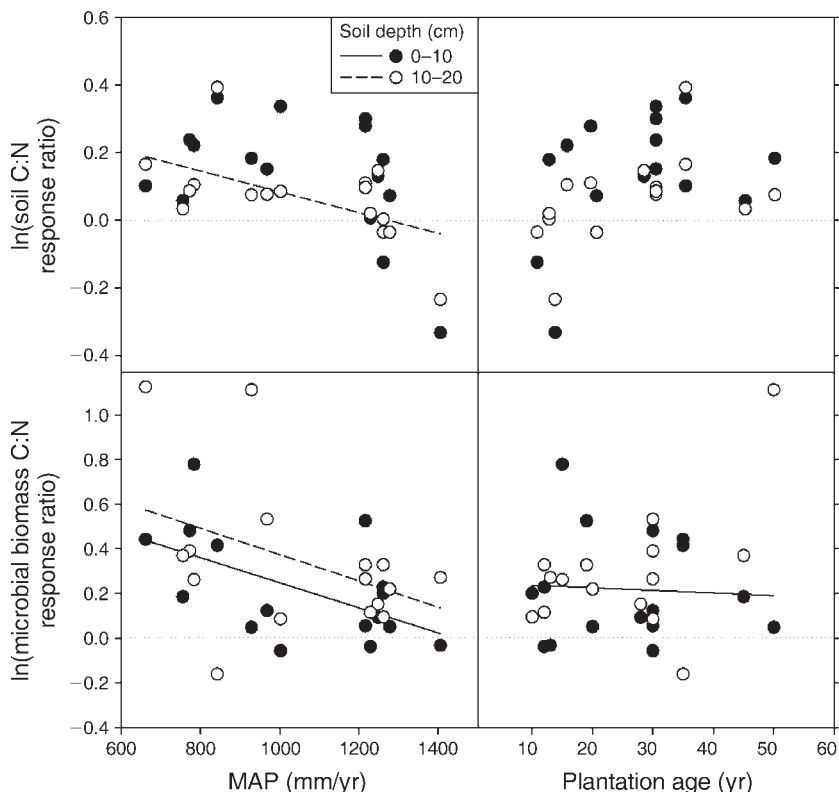 Soil depth (cm)
0–10
10–20
0.6
0.4
0.2
0.0
−0.2
−0.4
ln(soil C:N
response ratio)
1.0
0.8
0.6
0.4
0.2
0.0
−0.2
−0.4
ln(microbial biomass C:N
response ratio)
600 800 1000 1200 1400
10 20 30 40 50 60
MAP (mm/yr)
Plantation age (yr)